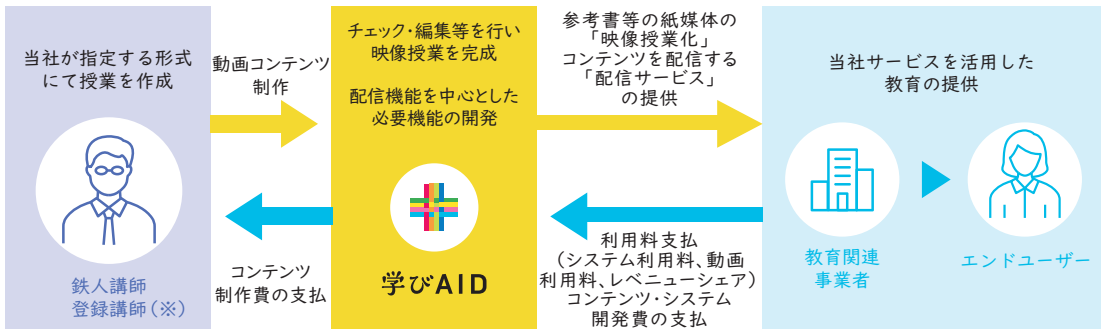 当社が指定する形式
にて授業を作成
鉄人講師
登録講師(※)
動画コンテンツ
制作
コンテンツ
制作費の支払
チェック・編集等を行い
映像授業を完成
配信機能を中心とした
必要機能の開発
学びAID
参考書等の紙媒体の
「映像授業化」
コンテンツを配信する
「配信サービス」
の提供
利用料支払
(システム利用料、動画
利用料、レベニューシェア)
コンテンツ・システム
開発費の支払
当社サービスを活用した
教育の提供
教育関連
事業者
エンドユーザー